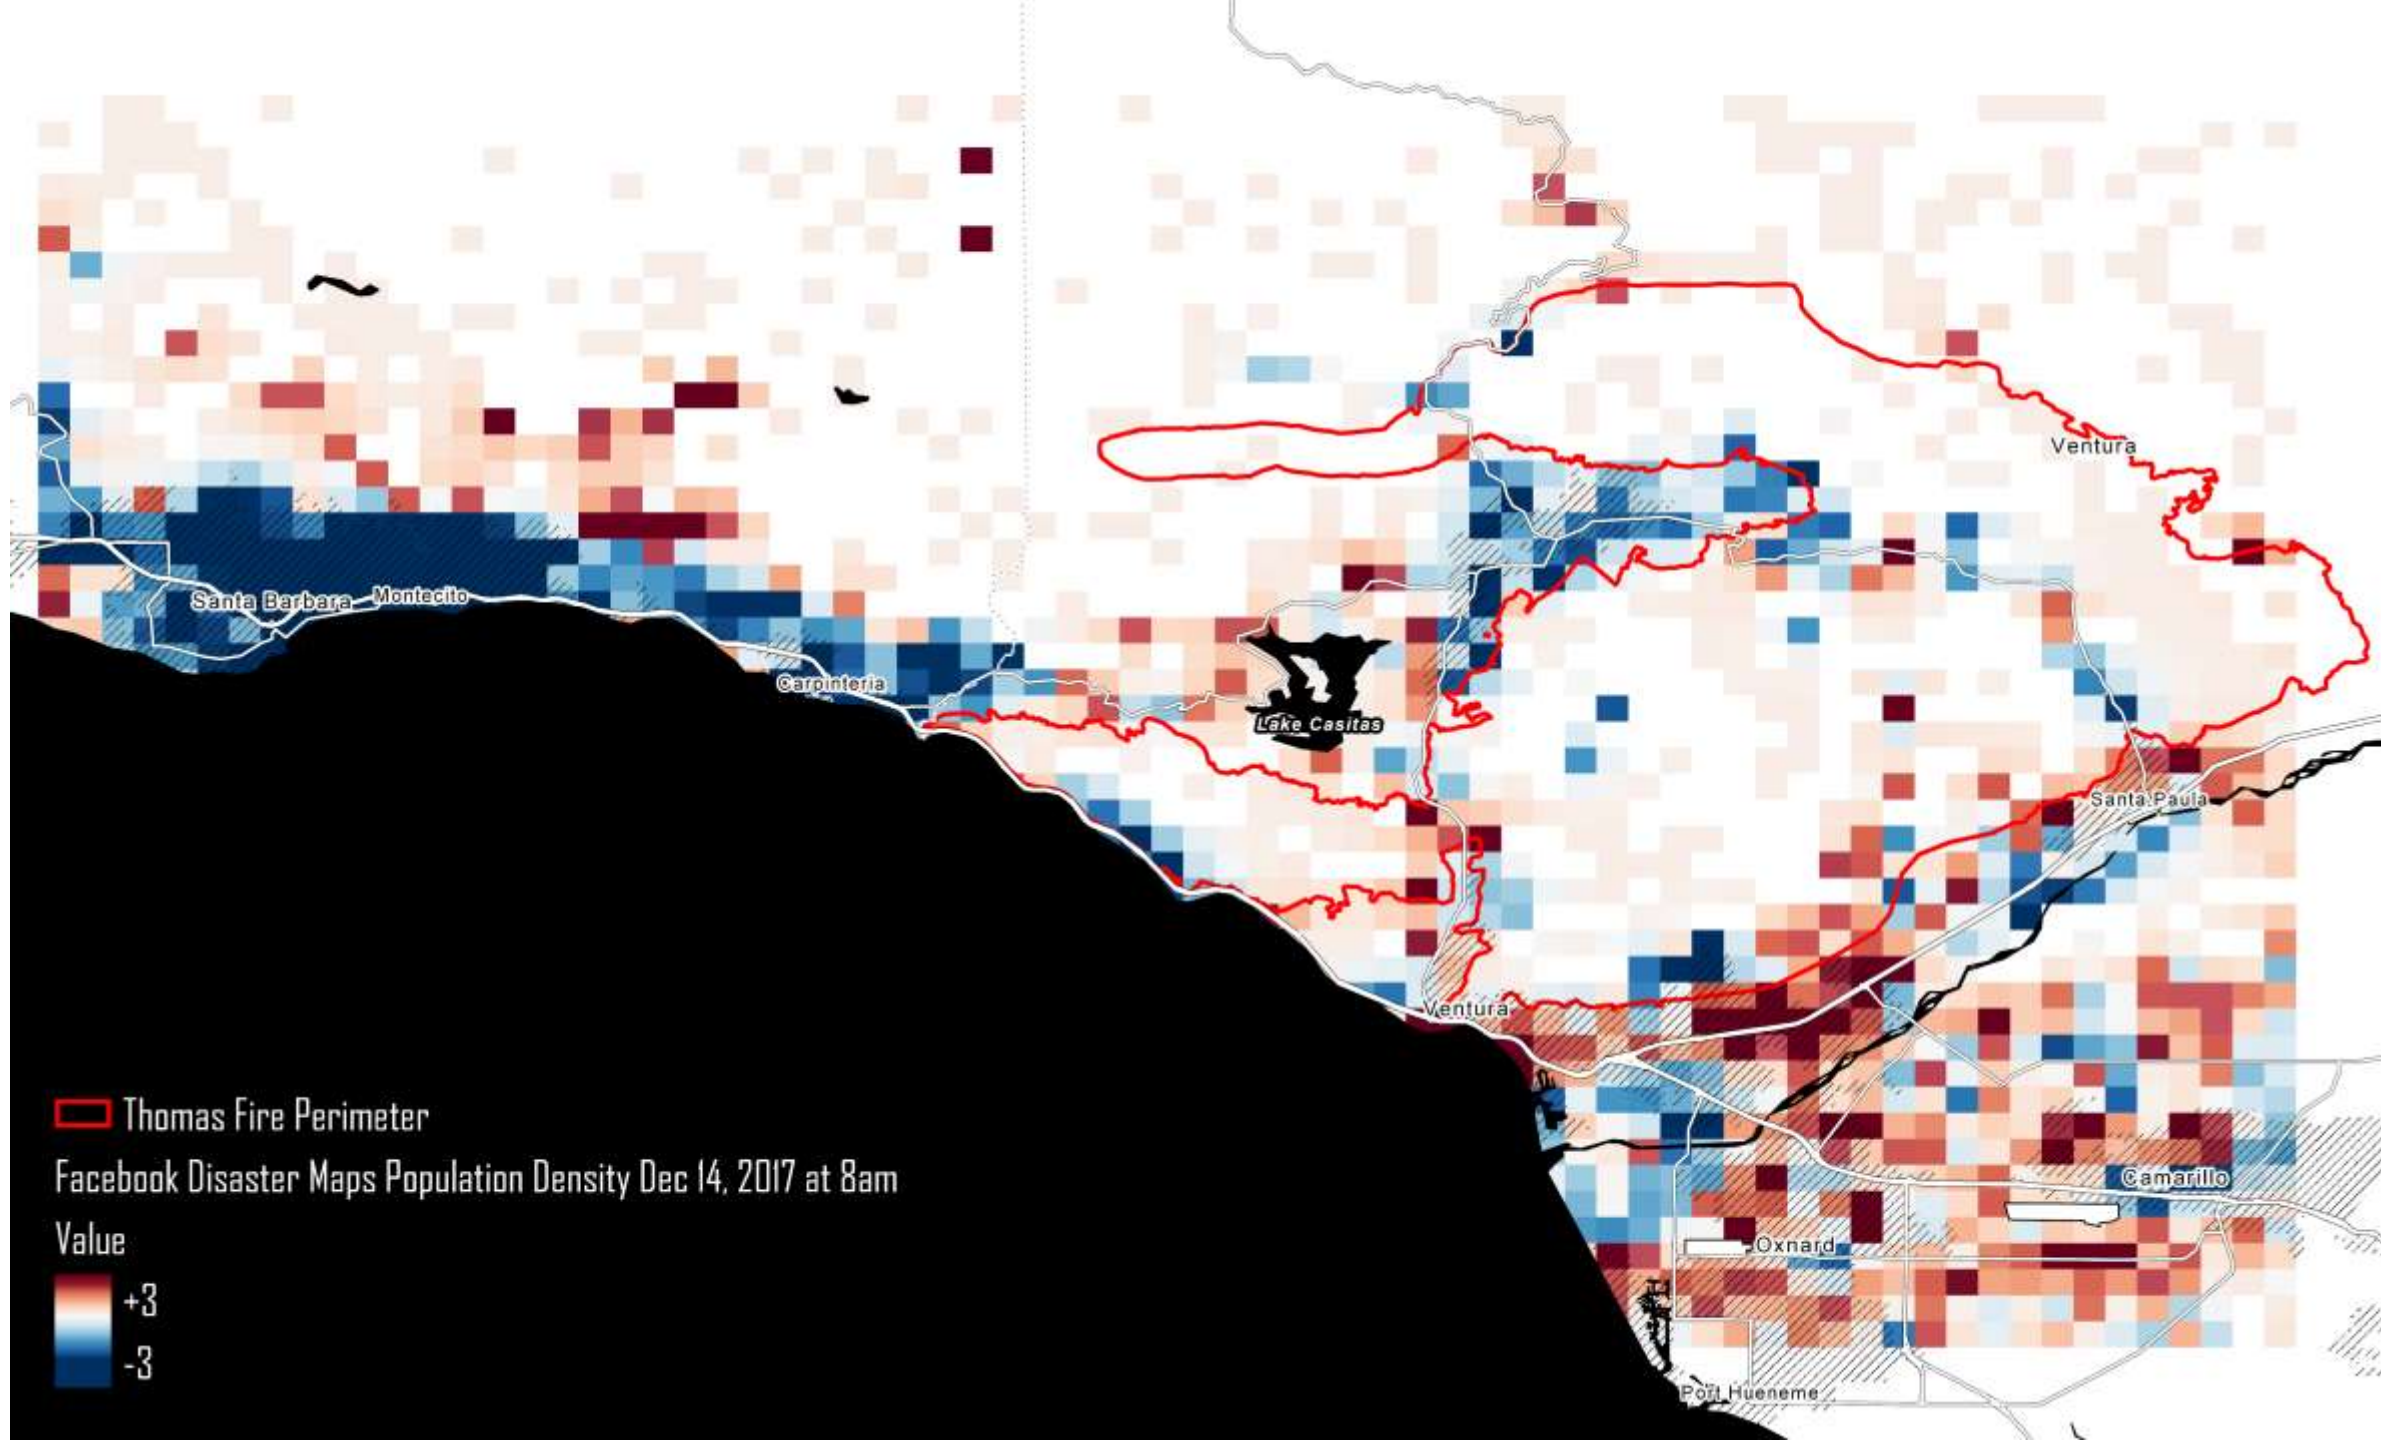 Ventura
Santa Barbara
Montecito
Carpinteria
Lake Casitas
Santa Paula
Ventura
Thomas Fire Perimeter
Facebook Disaster Maps Population Density Dec 14, 2017 at 8am
Camarillo
Value
Oxnard
+3
-3
Port Hueneme